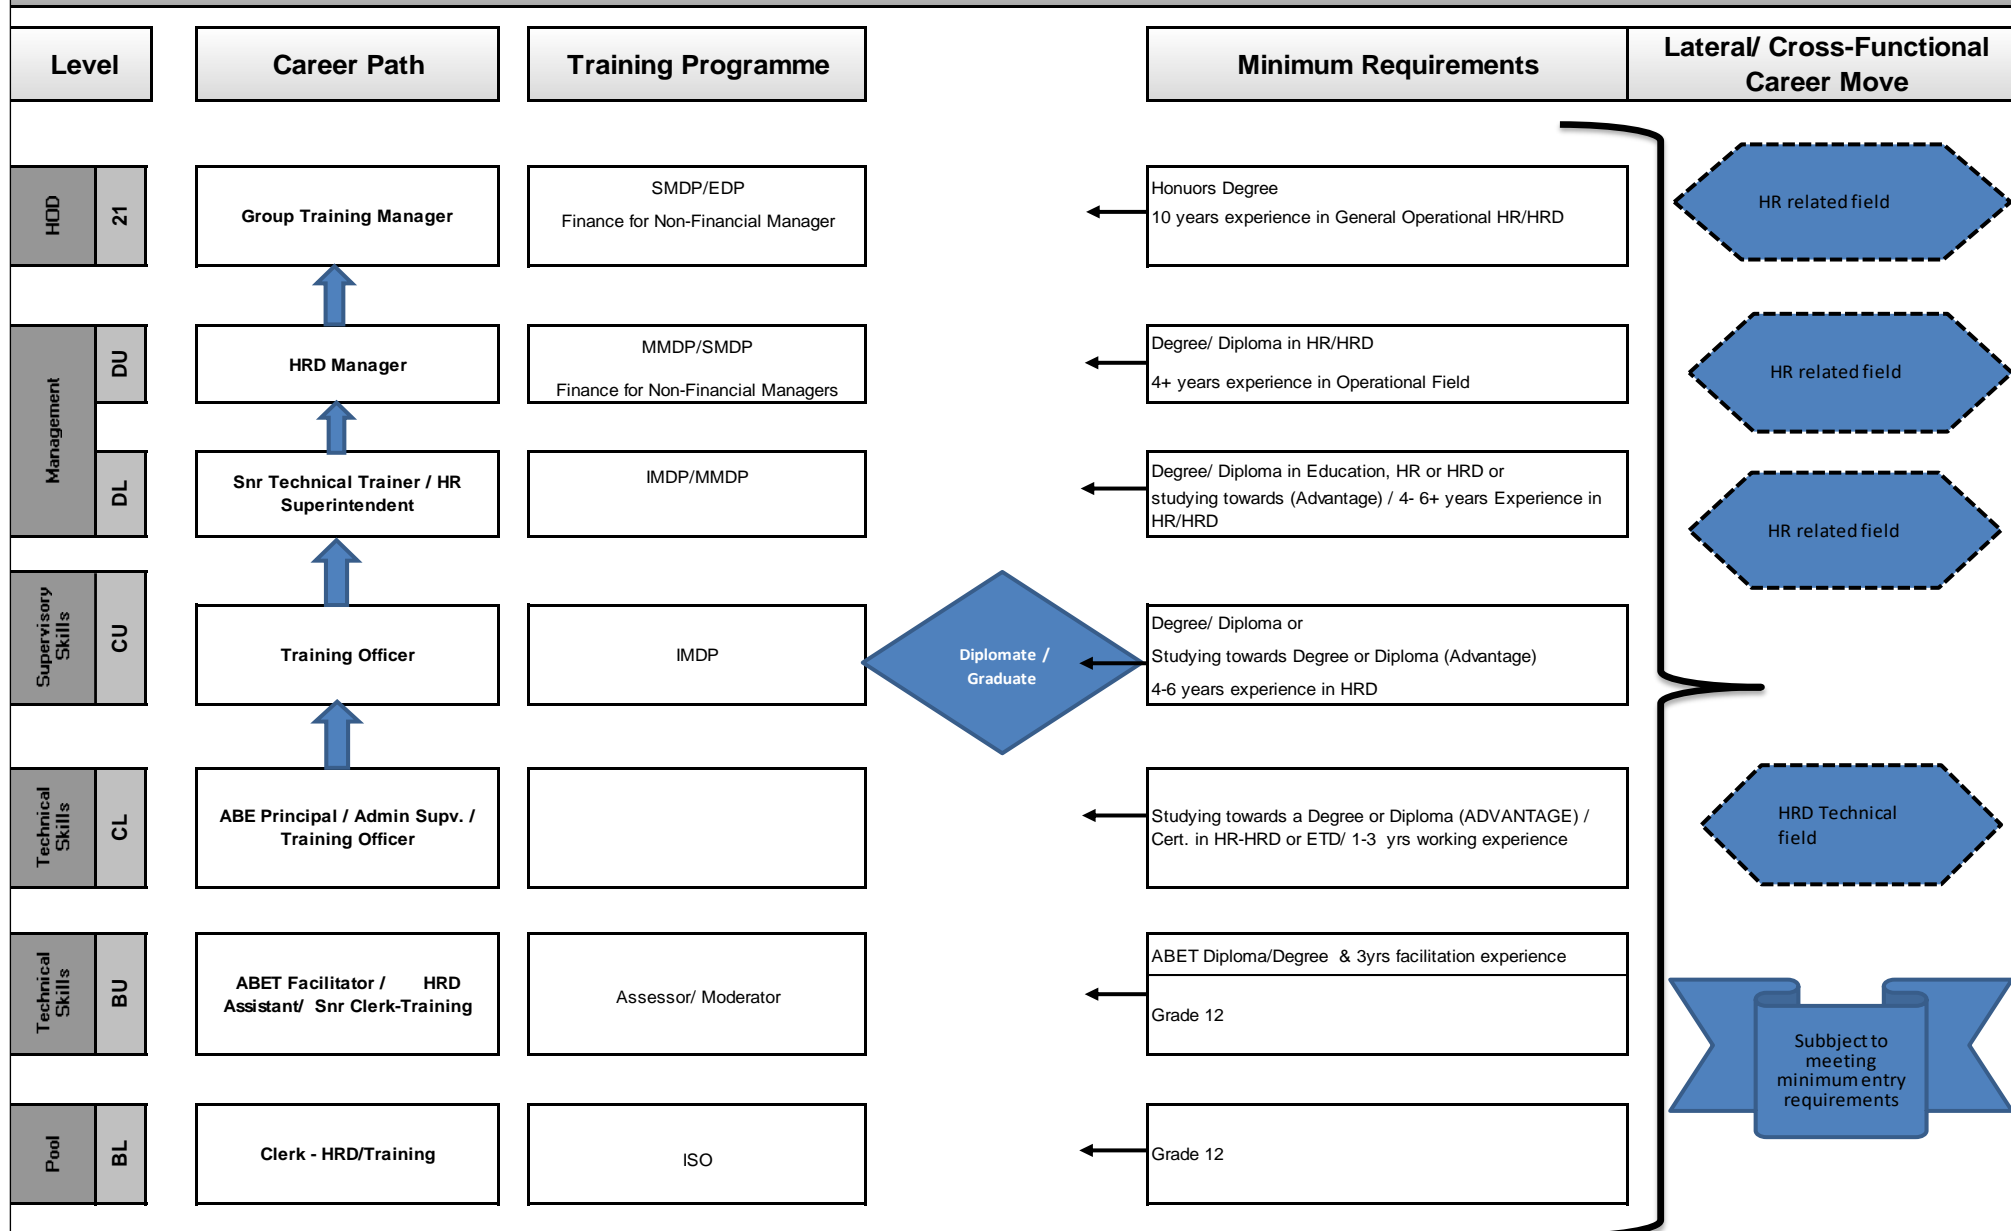 Level
Career Path
Training Programme
Minimum Requirements
Lateral/ Cross-Functional
Career Move
HOD
21
Group Training Manager
SMDP/EDP
Finance for Non-Financial Manager
Honuors Degree
10 years experience in General Operational HR/HRD
HR related field
Management
DU
HRD Manager
MMDP/SMDP
Finance for Non-Financial Managers
Degree/ Diploma in HR/HRD
4+ years experience in Operational Field
HR related field
DL
Snr Technical Trainer / HR
Superintendent
IMDP/MMDP
Degree/ Diploma in Education, HR or HRD or
studying towards (Advantage) / 4- 6+ years Experience in
HR/HRD
HR related field
Supervisory
Skills
CU
Training Officer
IMDP
Diplomate /
Graduate
Degree/ Diploma or
Studying towards Degree or Diploma (Advantage)
4-6 years experience in HRD
Technical
Skills
CL
ABE Principal / Admin Supv. /
Training Officer
Studying towards a Degree or Diploma (ADVANTAGE) /
Cert. in HR-HRD or ETD/ 1-3 yrs working experience
HRD Technical
field
Technical
Skills
BU
ABET Facilitator / HRD
Assistant/ Snr Clerk-Training
Assessor/ Moderator
ABET Diploma/Degree & 3yrs facilitation experience
Grade 12
Subbject to
meeting
minimum entry
requirements
Pool
BL
Clerk - HRD/Training
ISO
Grade 12